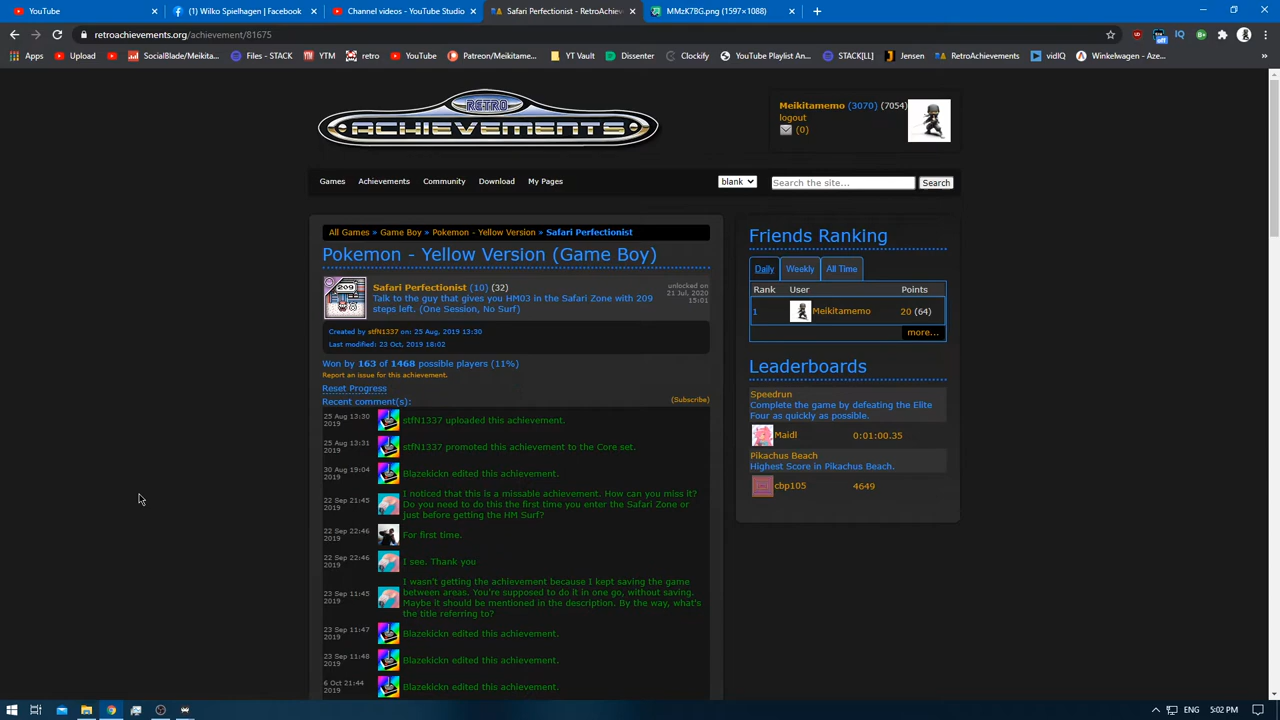 YouTube
(1) Wilko Spielhagen | Facebook
Channel videos - YouTube Studio
Safari Perfectionist - RetroAchiev
MMzK7BG.png (1597×1088)
retroachievements.org/achievement/81675
Apps
Upload
SocialBlade/Meikita...
Files - STACK
YTM
retro
YouTube
Patreon/Meikitame...
YT Vault
Dissenter
Clockify
YouTube Playlist An...
STACK[LL]
Jensen
RetroAchievements
vidIQ
Winkelwagen - Aze...
RETRO
ACHIEVEMENTS
Meikitamemo (3070) (7054)
logout
(0)
Games
Achievements
Community
Download
My Pages
blank
Search the site...
Search
All Games » Game Boy » Pokemon - Yellow Version » Safari Perfectionist
Pokemon - Yellow Version (Game Boy)
209
Safari Perfectionist (10) (32)
Talk to the guy that gives you HM03 in the Safari Zone with 209
steps left. (One Session, No Surf)
unlocked on
21 Jul, 2020
15:01
Created by stfN1337 on: 25 Aug, 2019 13:30
Last modified: 22 Oct, 2019 18:02
Won by 163 of 1468 possible players (11%)
Report an issue for this achievement.
Reset Progress
Recent comment(s):
(Subscribe)
25 Aug 13:30
2019
stfN1337 uploaded this achievement.
25 Aug 13:31
2019
stfN1337 promoted this achievement to the Core set.
30 Aug 19:04
2019
Blazekickn edited this achievement.
22 Sep 21:45
2019
I noticed that this is a missable achievement. How can you miss it?
Do you need to do this the first time you enter the Safari Zone or
just before getting the HM Surf?
22 Sep 22:46
2019
For first time.
22 Sep 22:46
2019
I see. Thank you
23 Sep 11:45
2019
I wasn't getting the achievement because I kept saving the game
between areas. You're supposed to do it in one go, without saving.
Maybe it should be mentioned in the description. By the way, what's
the title referring to?
23 Sep 11:47
2019
Blazekickn edited this achievement.
23 Sep 11:48
2019
Blazekickn edited this achievement.
6 Oct 21:44
2019
Blazekickn edited this achievement.
Friends Ranking
Daily
Weekly
All Time
Rank User Points
1 Meikitamemo 20 (64)
more...
Leaderboards
Speedrun
Complete the game by defeating the Elite
Four as quickly as possible.
Maidl 0:01:00.35
Pikachus Beach
Highest Score in Pikachus Beach.
cbp105 4649
ENG
5:02 PM